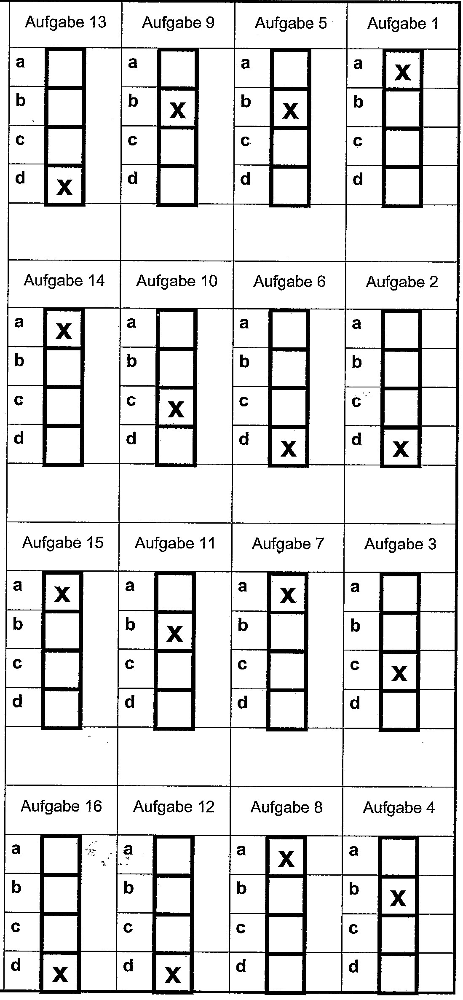 Aufgabe 13 Aufgabe 9 Aufgabe 5 Aufgabe 1
a a a a x
b b x b x b
c c c c
d x d d d
Aufgabe 14 Aufgabe 10 Aufgabe 6 Aufgabe 2
a x a a a
b b b b
c c x c c
d d d x d x
Aufgabe 15 Aufgabe 11 Aufgabe 7 Aufgabe 3
a x a a x a
b b x b b
c c c c x
d d d d
Aufgabe 16 Aufgabe 12 Aufgabe 8 Aufgabe 4
a a a x a
b b b b x
c c c c
d x d x d d